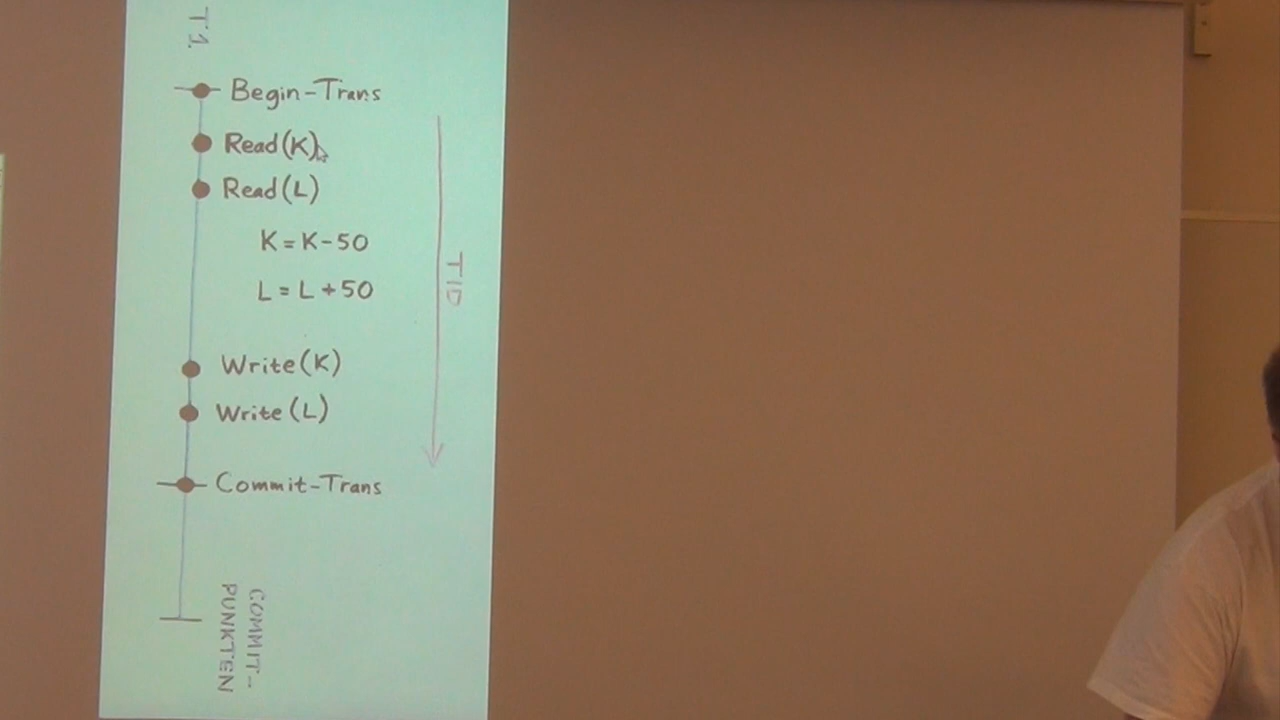 T1
Begin-Trans
Read(K)
Read(L)
K=K-50
L=L+50
TID
Write(K)
Write(L)
Commit-Trans
COMMIT-
PUNKTEN